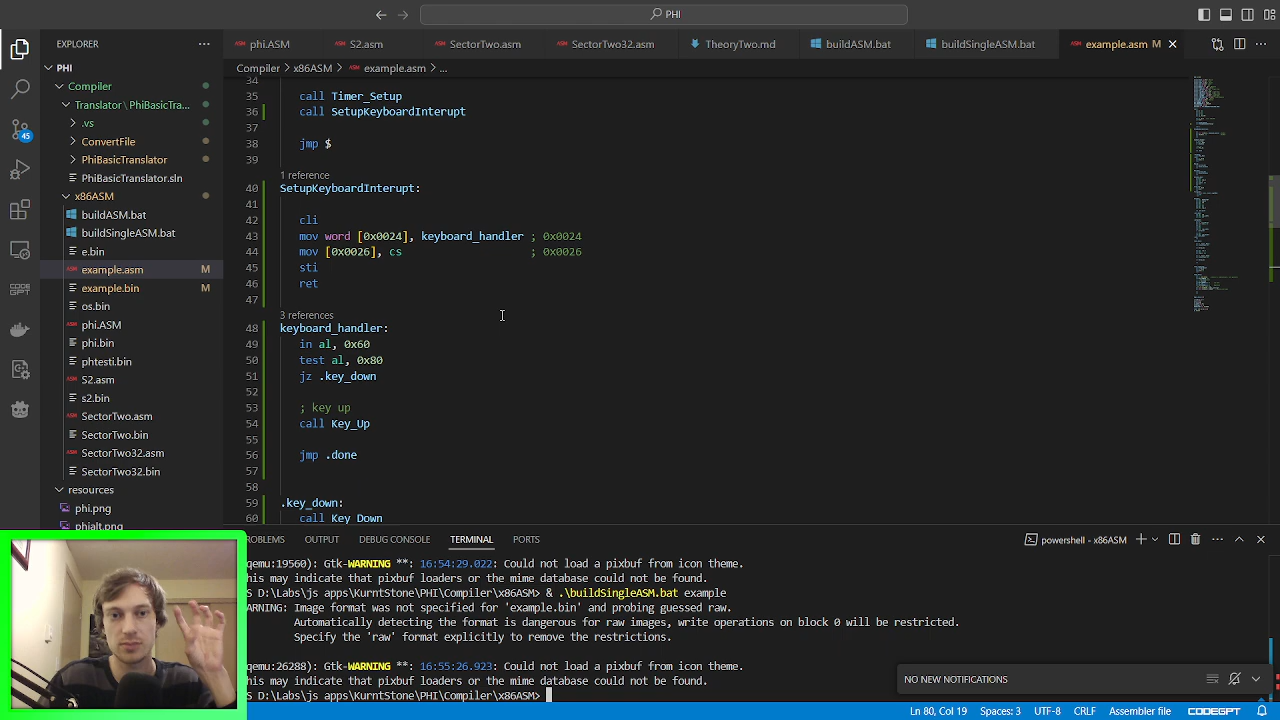 PHI
EXPLORER
phi.ASM
S2.asm
SectorTwo.asm
SectorTwo32.asm
TheoryTwo.md
buildASM.bat
buildSingleASM.bat
example.asm M
Compiler > x86ASM > example.asm > ...
PHI
Compiler
Translator \ PhiBasicTra...
.vs
ConvertFile
PhiBasicTranslator
PhiBasicTranslator.sln
x86ASM
buildASM.bat
buildSingleASM.bat
e.bin
example.asm M
example.bin M
os.bin
phi.ASM
phi.bin
phtesti.bin
S2.asm
s2.bin
SectorTwo.asm
SectorTwo.bin
SectorTwo32.asm
SectorTwo32.bin
resources
phi.png
phialt.png
45
34
35 call Timer_Setup
36 call SetupKeyboardInterupt
37
38 jmp $
39
1 reference
40 SetupKeyboardInterupt:
41
42 cli
43 mov word [0x0024], keyboard_handler ; 0x0024
44 mov [0x0026], cs ; 0x0026
45 sti
46 ret
47
3 references
48 keyboard_handler:
49 in al, 0x60
50 test al, 0x80
51 jz .key_down
52
53 ; key up
54 call Key_Up
55
56 jmp .done
57
58
59 .key_down:
60 call Key_Down
ROBLEMS OUTPUT DEBUG CONSOLE TERMINAL PORTS
powershell - x86ASM
qemu:19560): Gtk-WARNING **: 16:54:29.022: Could not load a pixbuf from icon theme.
his may indicate that pixbuf loaders or the mime database could not be found.
S D:\Labs\js apps\KurntStone\PHI\Compiler\x86ASM> & .\buildSingleASM.bat example
ARNING: Image format was not specified for 'example.bin' and probing guessed raw.
Automatically detecting the format is dangerous for raw images, write operations on block 0 will be restricted.
Specify the 'raw' format explicitly to remove the restrictions.
qemu:26288): Gtk-WARNING **: 16:55:26.923: Could not load a pixbuf from icon theme.
his may indicate that pixbuf loaders or the mime database could not be found.
S D:\Labs\js apps\KurntStone\PHI\Compiler\x86ASM>
NO NEW NOTIFICATIONS
Ln 80, Col 19 Spaces: 3 UTF-8 CRLF Assembler file CODEGPT